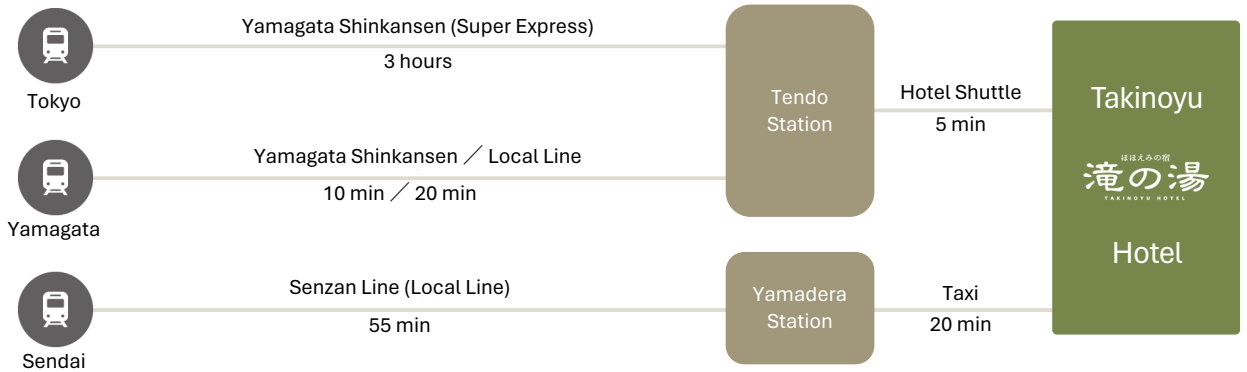 Yamagata Shinkansen (Super Express)
3 hours
Tokyo
Yamagata Shinkansen ／ Local Line
10 min ／ 20 min
Yamagata
Senzan Line (Local Line)
55 min
Sendai
Tendo
Station
Yamadera
Station
Hotel Shuttle
5 min
Taxi
20 min
Takinoyu
ほほえみの宿
滝の湯
TAKINOYU HOTEL
Hotel